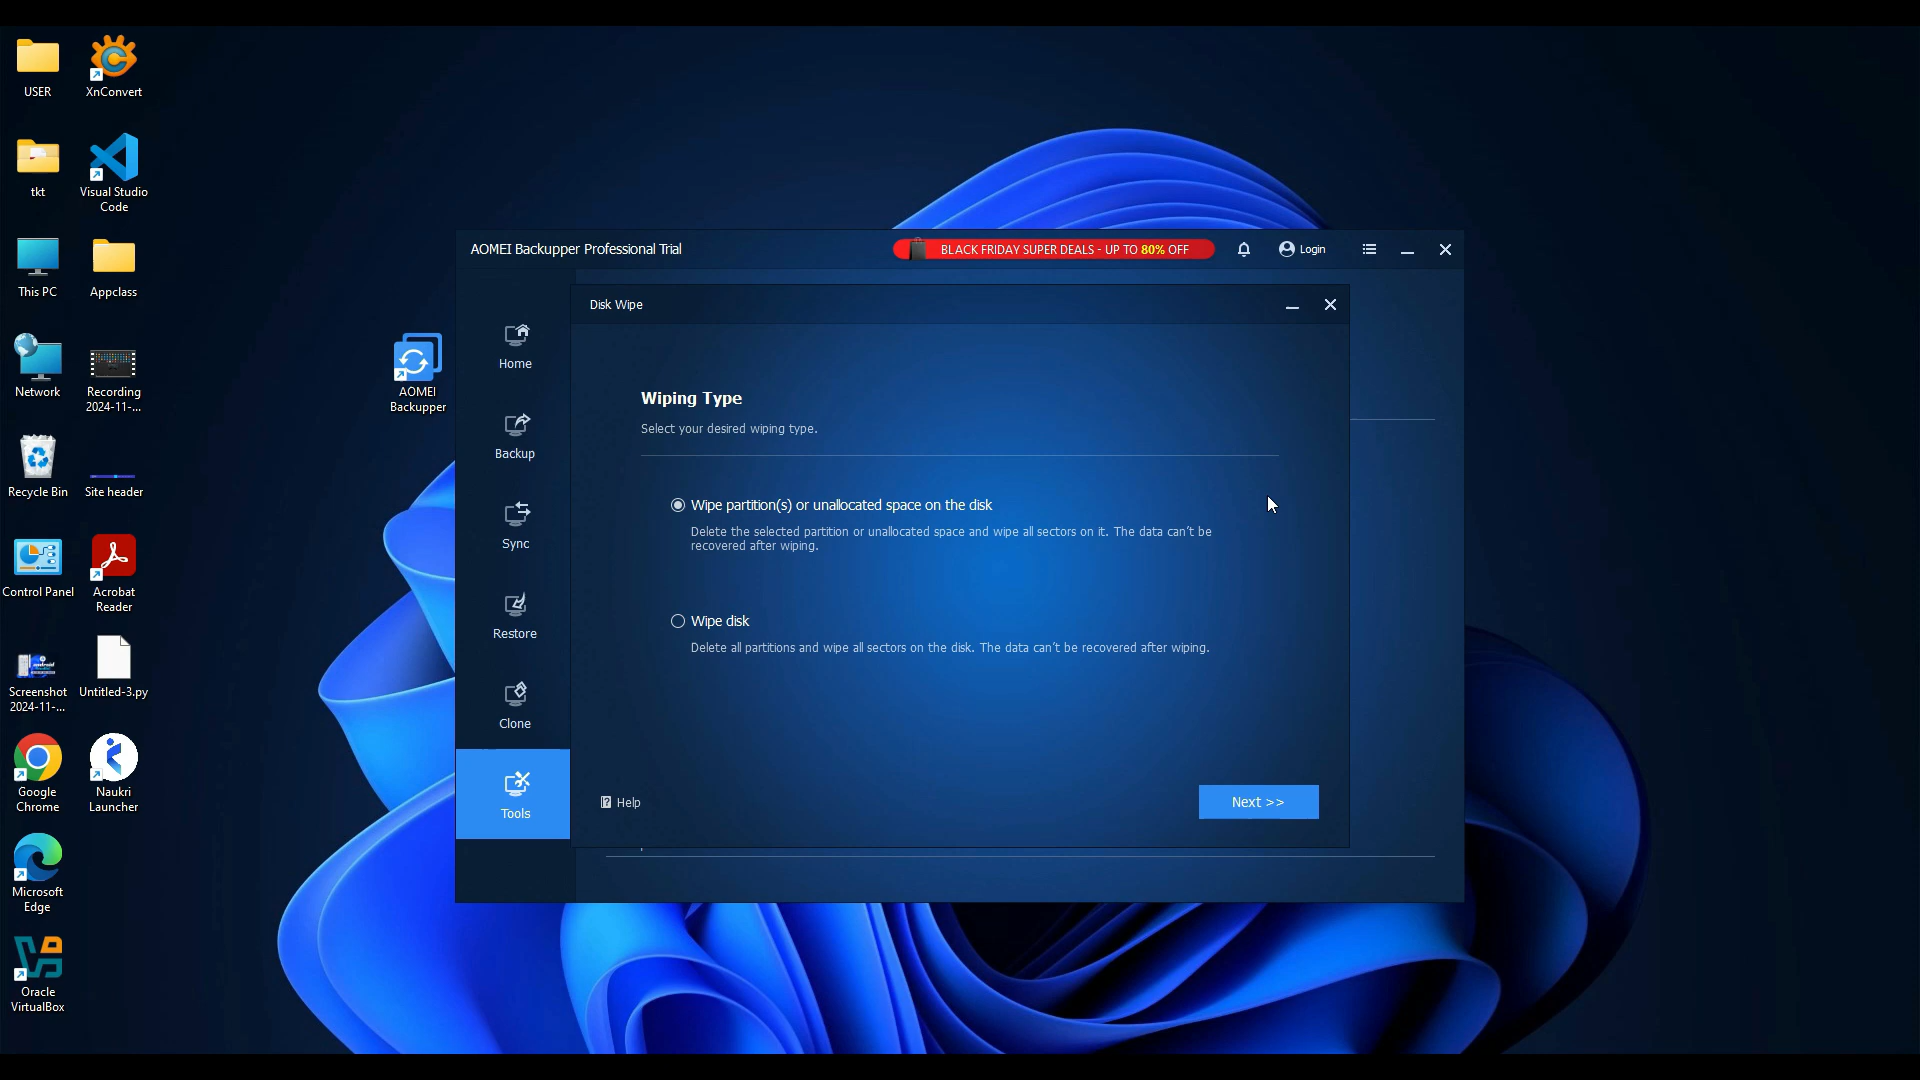 USER
XnConvert
tkt
Visual Studio
Code
This PC
Appclass
Network
Recording
2024-11-...
Recycle Bin
Site header
Control Panel
Acrobat
Reader
Screenshot
2024-11-...
Untitled-3.py
Google
Chrome
Naukri
Launcher
Microsoft
Edge
Oracle
VirtualBox
AOMEI
Backupper
AOMEI Backupper Professional Trial
BLACK FRIDAY SUPER DEALS - UP TO 80% OFF
Login
Home
Backup
Sync
Restore
Clone
Tools
Disk Wipe
Wiping Type
Select your desired wiping type.
Wipe partition(s) or unallocated space on the disk
Delete the selected partition or unallocated space and wipe all sectors on it. The data can't be
recovered after wiping.
Wipe disk
Delete all partitions and wipe all sectors on the disk. The data can't be recovered after wiping.
Help
Next >>